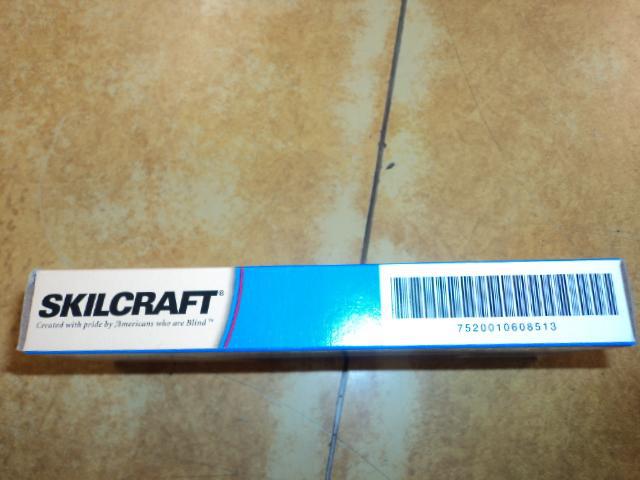 SKILCRAFT®
Created with pride by Americans who are Blind™
7520010608513